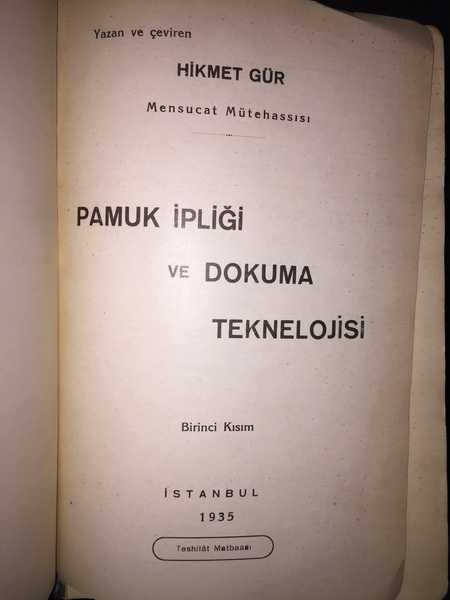 Yazan ve çeviren
HİKMET GÜR
Mensucat Mütehassısı
PAMUK İPLİĞİ
VE DOKUMA
TEKNELOJİSİ
Birinci Kısım
İSTANBUL
1935
Teshilât Matbaası